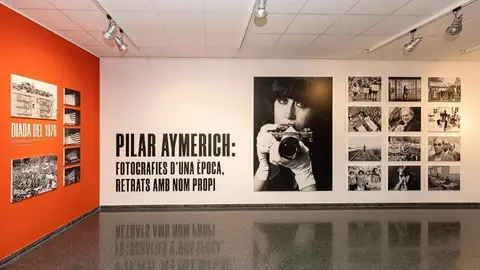 DIADA DEL 1976
PILAR AYMERICH:
FOTOGRAFIES D'UNA ÈPOCA,
RETRATS AMB NOM PROPI